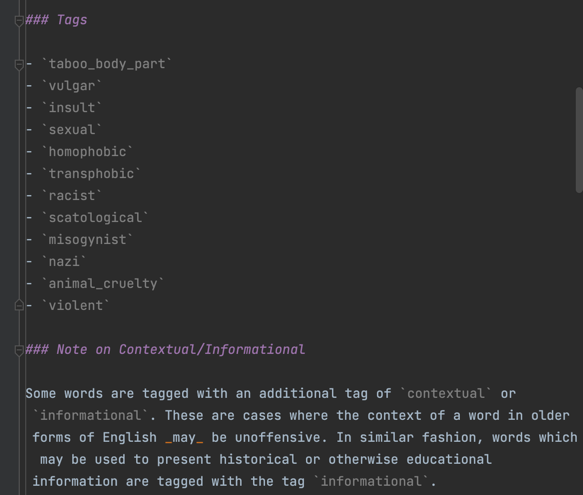 ### Tags
- `taboo_body_part`
- `vulgar`
- `insult`
- `sexual`
- `homophobic`
- `transphobic`
- `racist`
- `scatological`
- `misogynist`
- `nazi`
- `animal_cruelty`
- `violent`
### Note on Contextual/Informational
Some words are tagged with an additional tag of `contextual` or
`informational`. These are cases where the context of a word in older
forms of English _may_ be unoffensive. In similar fashion, words which
may be used to present historical or otherwise educational
information are tagged with the tag `informational`.